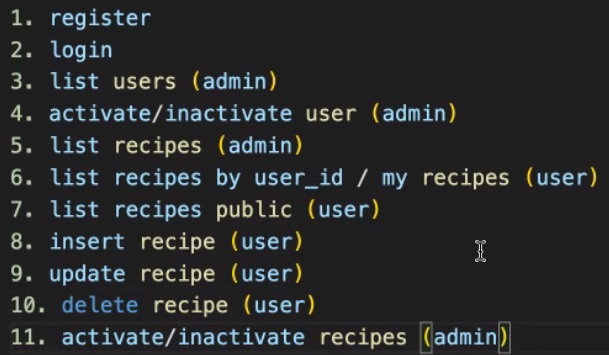 1. register
2. login
3. list users (admin)
4. activate/inactivate user (admin)
5. list recipes (admin)
6. list recipes by user_id / my recipes (user)
7. list recipes public (user)
8. insert recipe (user)
9. update recipe (user)
10. delete recipe (user)
11. activate/inactivate recipes (admin)